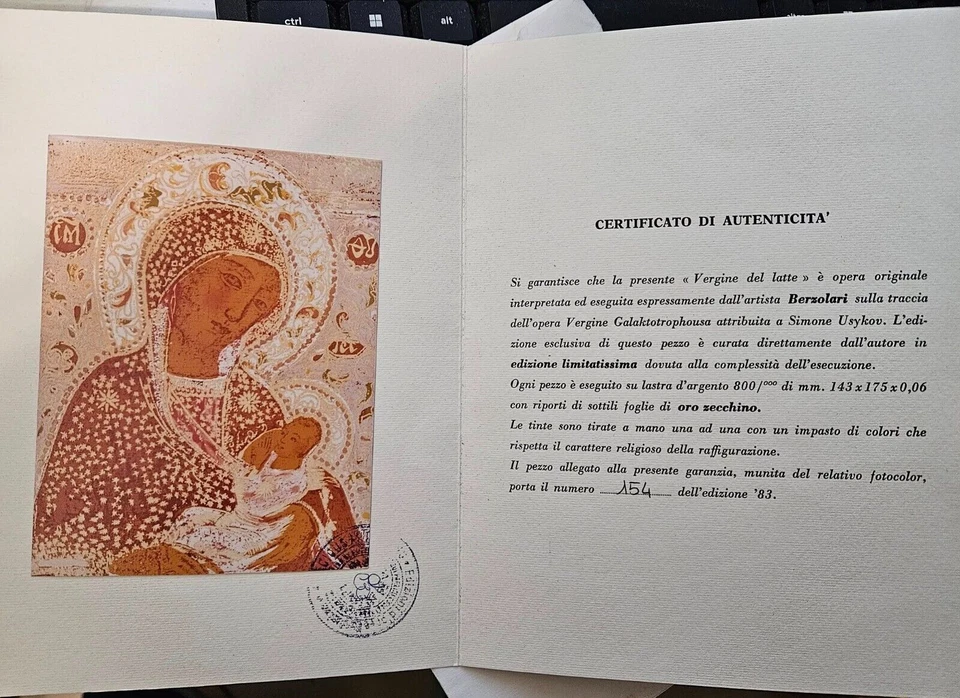 ctrl
alt
CERTIFICATO DI AUTENTICITA'
Si garantisce che la presente « Vergine del latte » è opera originale
interpretata ed eseguita espressamente dall'artista Berzolari sulla traccia
dell'opera Vergine Galaktotrophousa attribuita a Simone Usykov. L'edi-
zione esclusiva di questo pezzo è curata direttamente dall'autore in
edizione limitatissima dovuta alla complessità dell'esecuzione.
Ogni pezzo è eseguito su lastra d'argento 800/°°° di mm. 143x175x0,06
con riporti di sottili foglie di oro zecchino.
Le tinte sono tirate a mano una ad una con un impasto di colori che
rispetta il carattere religioso della raffigurazione.
Il pezzo allegato alla presente garanzia, munita del relativo fotocolor,
porta il numero 154 dell'edizione '83.